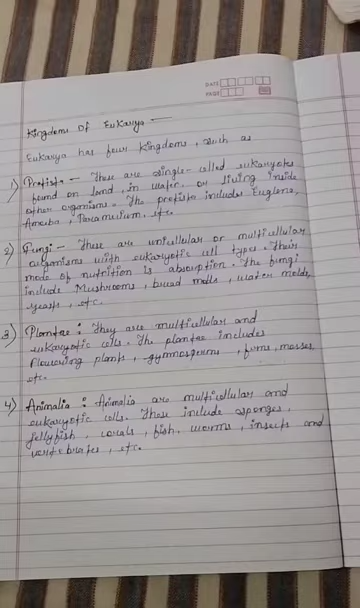 DATE
PAGE
Kingdom Of Eukarya —
Eukarya has four Kingdoms, such as
1) Protista – These are single-celled eukaryotes
found on land, in water, or living inside
other organisms. The protista includes Euglena,
Amoeba, Paramecium, etc.
2) Fungi – These are unicellular or multicellular
organisms with eukaryotic cell types. Their
mode of nutrition is absorption. The fungi
include Mushrooms, bread molds, water molds,
yeasts, etc.
3) Plantae : They are multicellular and
eukaryotic cells. The plantae includes
flowering plants, gymnosperms, ferns, mosses,
etc.
4) Animalia : Animalia are multicellular and
eukaryotic cells. These include sponges,
jellyfish, corals, fish, worms, insects and
vertebrates, etc.